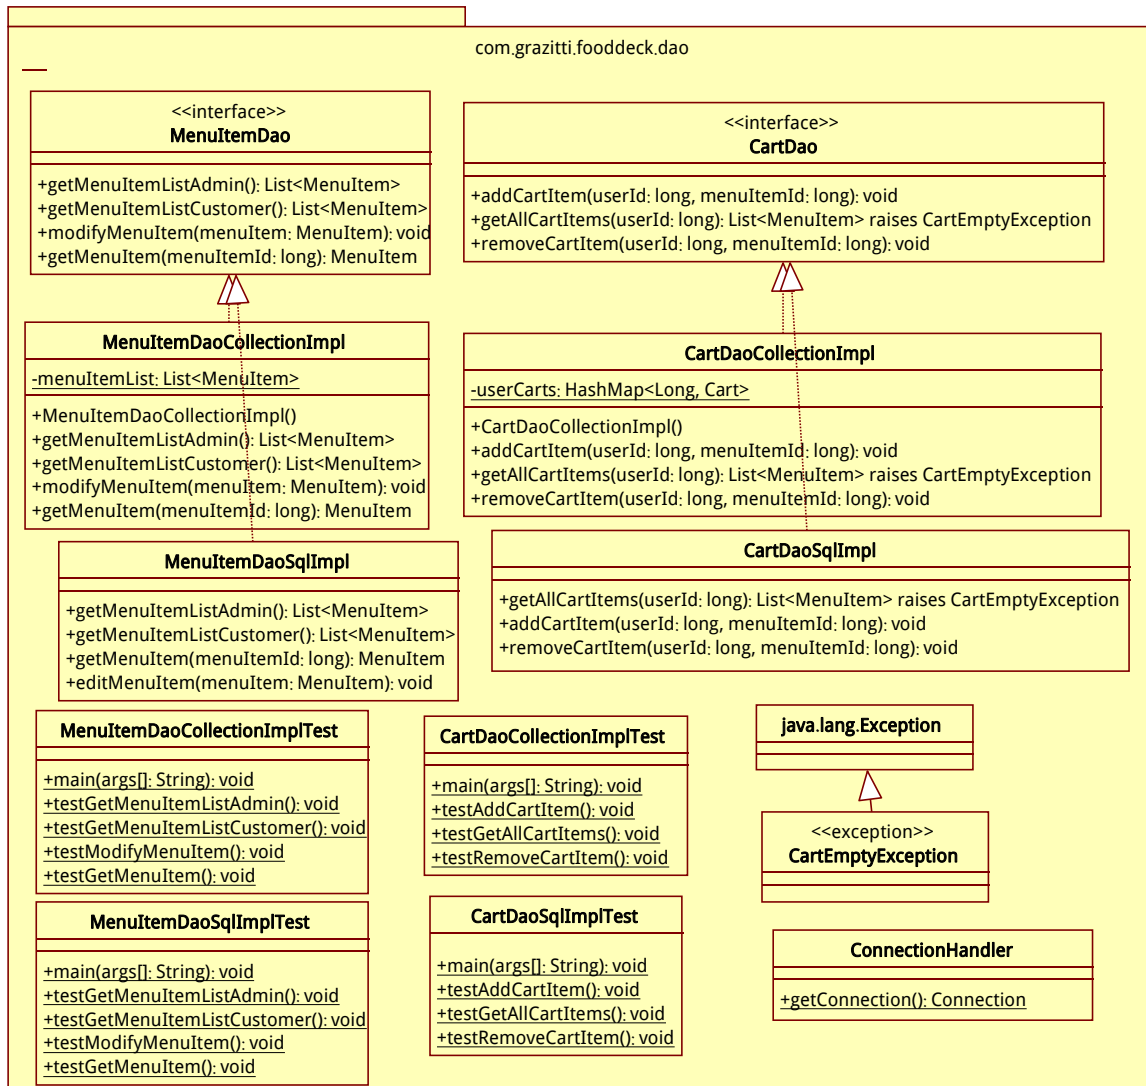 com.grazitti.fooddeck.dao
<<interface>>
MenuItemDao
+getMenuItemListAdmin(): List<MenuItem>
+getMenuItemListCustomer(): List<MenuItem>
+modifyMenuItem(menuItem: MenuItem): void
+getMenuItem(menuItemId: long): MenuItem
<<interface>>
CartDao
+addCartItem(userId: long, menuItemId: long): void
+getAllCartItems(userId: long): List<MenuItem> raises CartEmptyException
+removeCartItem(userId: long, menuItemId: long): void
MenuItemDaoCollectionImpl
-menuItemList: List<MenuItem>
+MenuItemDaoCollectionImpl()
+getMenuItemListAdmin(): List<MenuItem>
+getMenuItemListCustomer(): List<MenuItem>
+modifyMenuItem(menuItem: MenuItem): void
+getMenuItem(menuItemId: long): MenuItem
CartDaoCollectionImpl
-userCarts: HashMap<Long, Cart>
+CartDaoCollectionImpl()
+addCartItem(userId: long, menuItemId: long): void
+getAllCartItems(userId: long): List<MenuItem> raises CartEmptyException
+removeCartItem(userId: long, menuItemId: long): void
MenuItemDaoSqlImpl
+getMenuItemListAdmin(): List<MenuItem>
+getMenuItemListCustomer(): List<MenuItem>
+getMenuItem(menuItemId: long): MenuItem
+editMenuItem(menuItem: MenuItem): void
CartDaoSqlImpl
+getAllCartItems(userId: long): List<MenuItem> raises CartEmptyException
+addCartItem(userId: long, menuItemId: long): void
+removeCartItem(userId: long, menuItemId: long): void
MenuItemDaoCollectionImplTest
+main(args[]: String): void
+testGetMenuItemListAdmin(): void
+testGetMenuItemListCustomer(): void
+testModifyMenuItem(): void
+testGetMenuItem(): void
CartDaoCollectionImplTest
+main(args[]: String): void
+testAddCartItem(): void
+testGetAllCartItems(): void
+testRemoveCartItem(): void
java.lang.Exception
<<exception>>
CartEmptyException
MenuItemDaoSqlImplTest
+main(args[]: String): void
+testGetMenuItemListAdmin(): void
+testGetMenuItemListCustomer(): void
+testModifyMenuItem(): void
+testGetMenuItem(): void
CartDaoSqlImplTest
+main(args[]: String): void
+testAddCartItem(): void
+testGetAllCartItems(): void
+testRemoveCartItem(): void
ConnectionHandler
+getConnection(): Connection